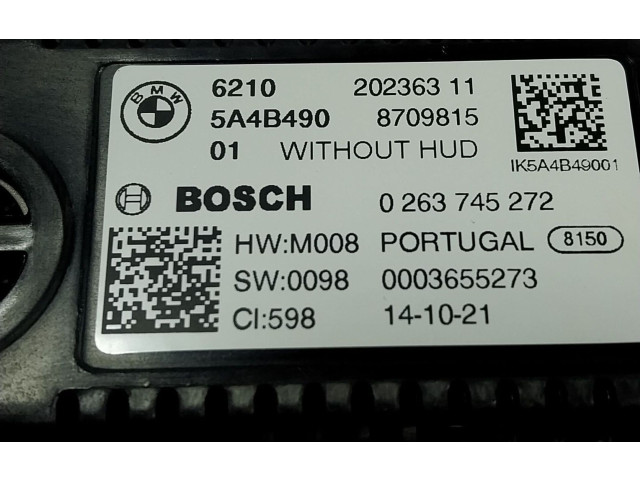 BMW
6210 202363 11
5A4B490 8709815
01 WITHOUT HUD
IK5A4B49001
BOSCH 0 263 745 272
HW:M008 PORTUGAL 8150
SW:0098 0003655273
CI:598 14-10-21